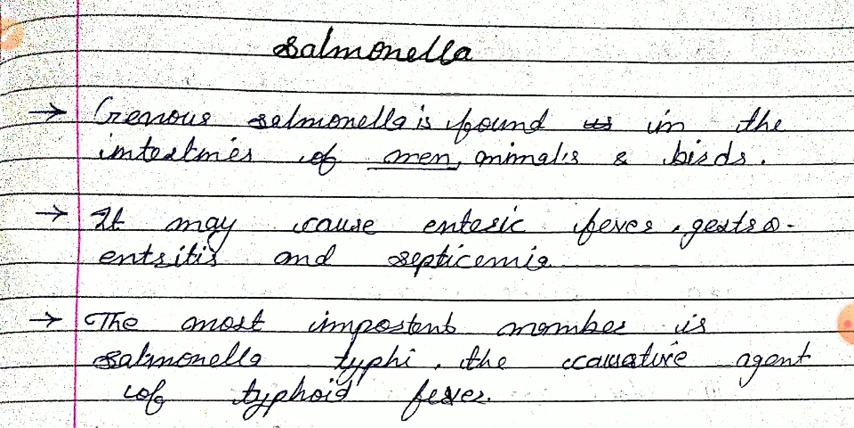 Salmonella
→ Genous salmonella is found in the
intestines of men, animals & birds.
→ It may cause enteric fever, gastro-
entritis and septicemia
→ The most important member is
salmonella typhi, the causative agent
of typhoid fever.